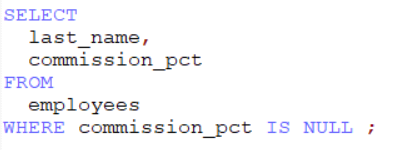 SELECT
  last_name,
  commission_pct
FROM
  employees
WHERE commission_pct IS NULL ;